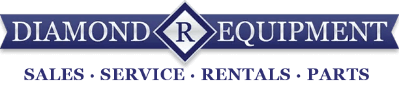 DIAMOND R EQUIPMENT
SALES · SERVICE · RENTALS · PARTS